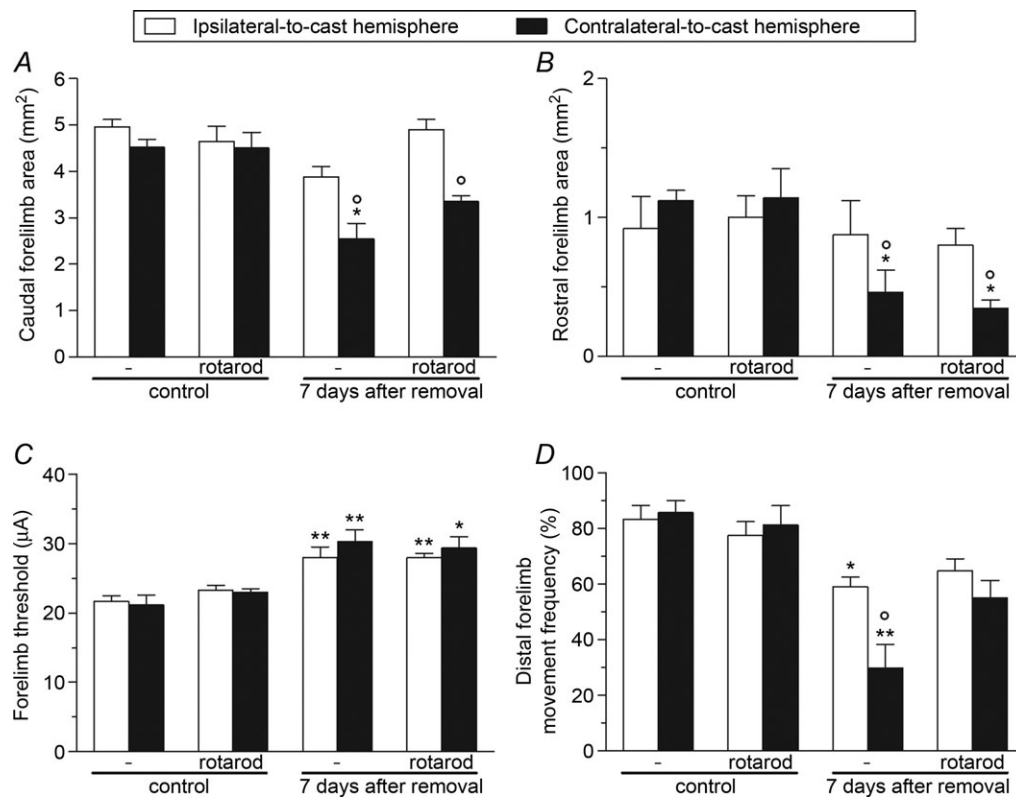 Ipsilateral-to-cast hemisphere Contralateral-to-cast hemisphere
A
Caudal forelilmb area (mm²)
6
5
4
3
2
1
0
° *
°
- rotarod - rotarod
control 7 days after removal
B
Rostral forelilmb area (mm²)
2
1
0
° *
° *
- rotarod - rotarod
control 7 days after removal
C
Forelimb threshold (µA)
40
30
20
10
0
** ** ** *
- rotarod - rotarod
control 7 days after removal
D
Distal forelimb
movement frequency (%)
100
80
60
40
20
0
*
° **
- rotarod - rotarod
control 7 days after removal